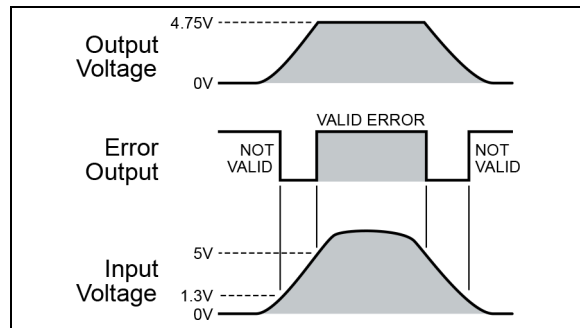 4.75V
Output
Voltage
0V
VALID ERROR
Error
Output
NOT
VALID
NOT
VALID
5V
Input
Voltage
1.3V
0V